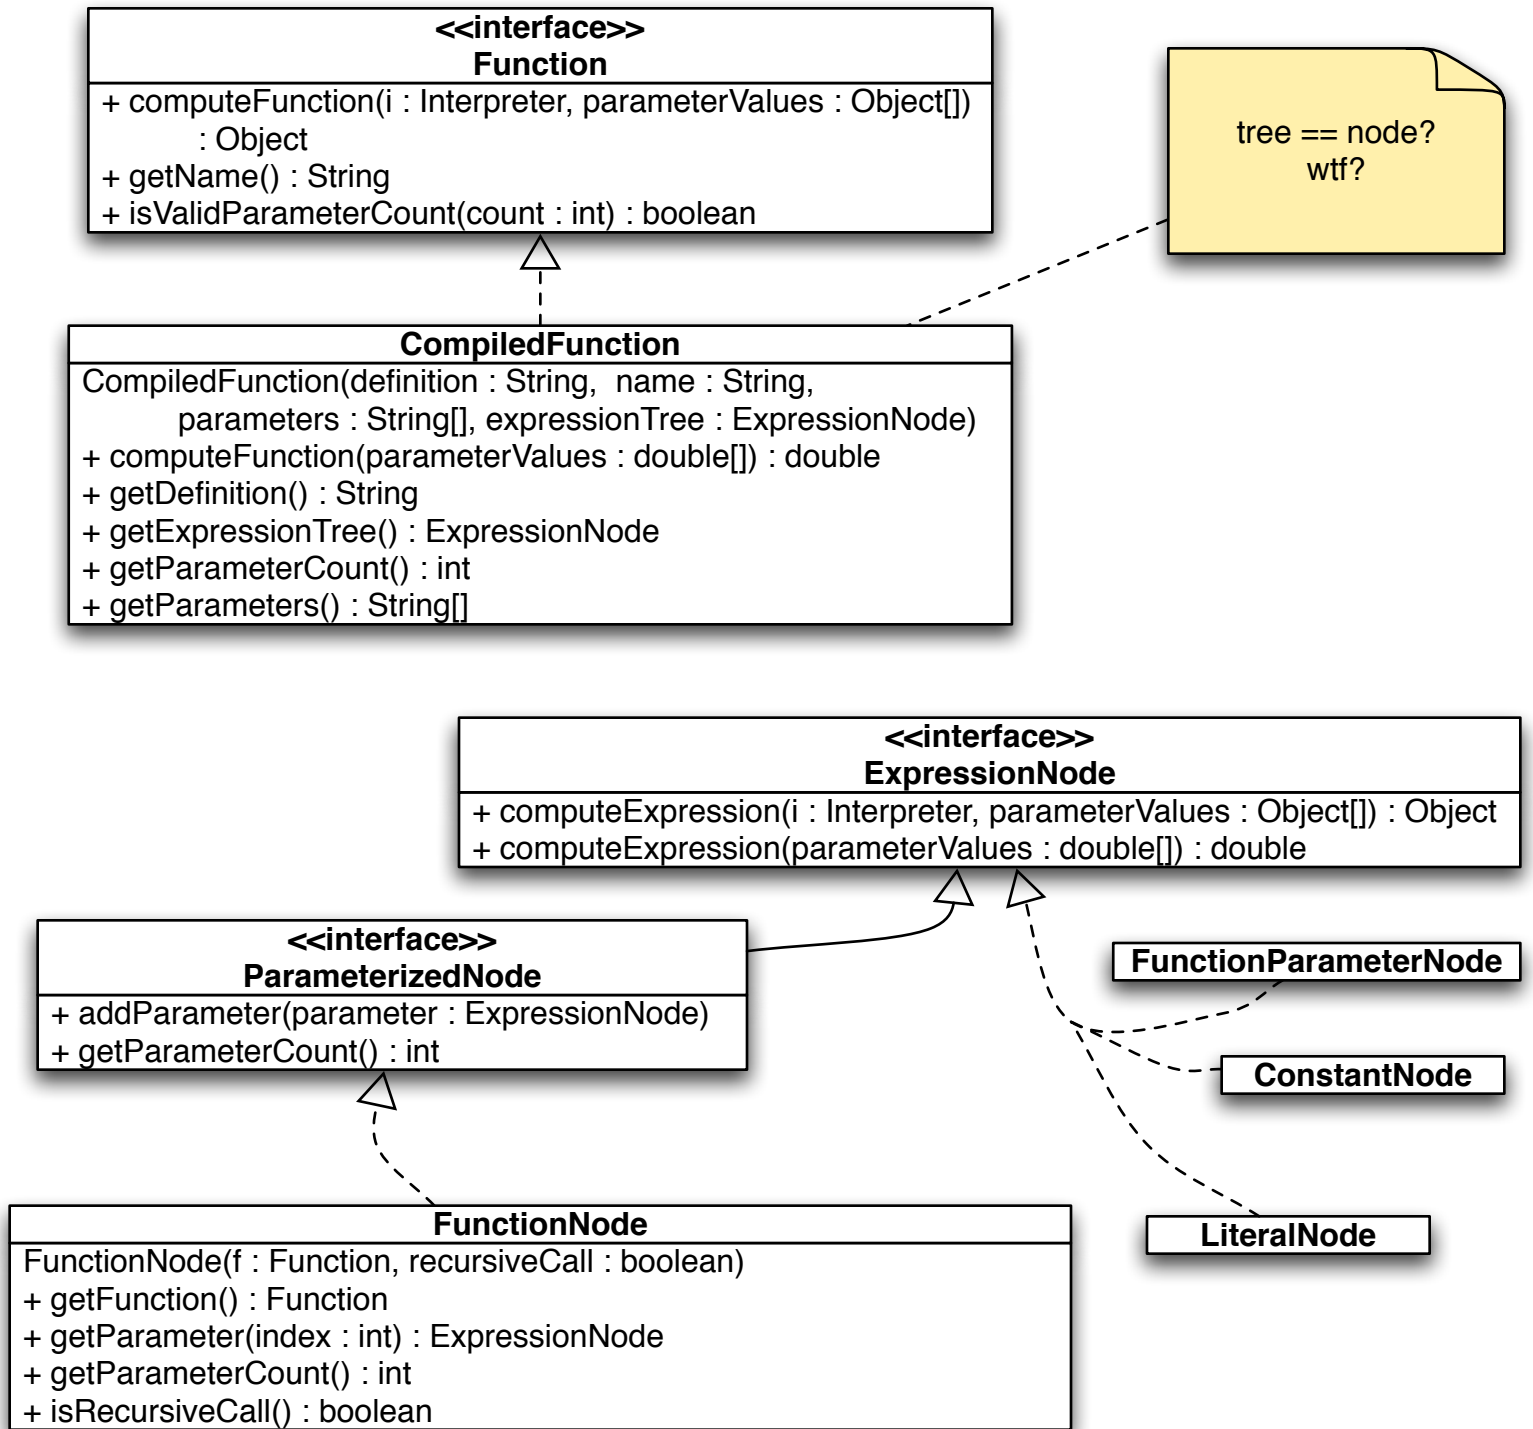 <<interface>>
Function
+ computeFunction(i : Interpreter, parameterValues : Object[])
: Object
+ getName() : String
+ isValidParameterCount(count : int) : boolean
tree == node?
wtf?
CompiledFunction
CompiledFunction(definition : String,  name : String,
parameters : String[], expressionTree : ExpressionNode)
+ computeFunction(parameterValues : double[]) : double
+ getDefinition() : String
+ getExpressionTree() : ExpressionNode
+ getParameterCount() : int
+ getParameters() : String[]
<<interface>>
ExpressionNode
+ computeExpression(i : Interpreter, parameterValues : Object[]) : Object
+ computeExpression(parameterValues : double[]) : double
<<interface>>
ParameterizedNode
+ addParameter(parameter : ExpressionNode)
+ getParameterCount() : int
FunctionParameterNode
ConstantNode
LiteralNode
FunctionNode
FunctionNode(f : Function, recursiveCall : boolean)
+ getFunction() : Function
+ getParameter(index : int) : ExpressionNode
+ getParameterCount() : int
+ isRecursiveCall() : boolean